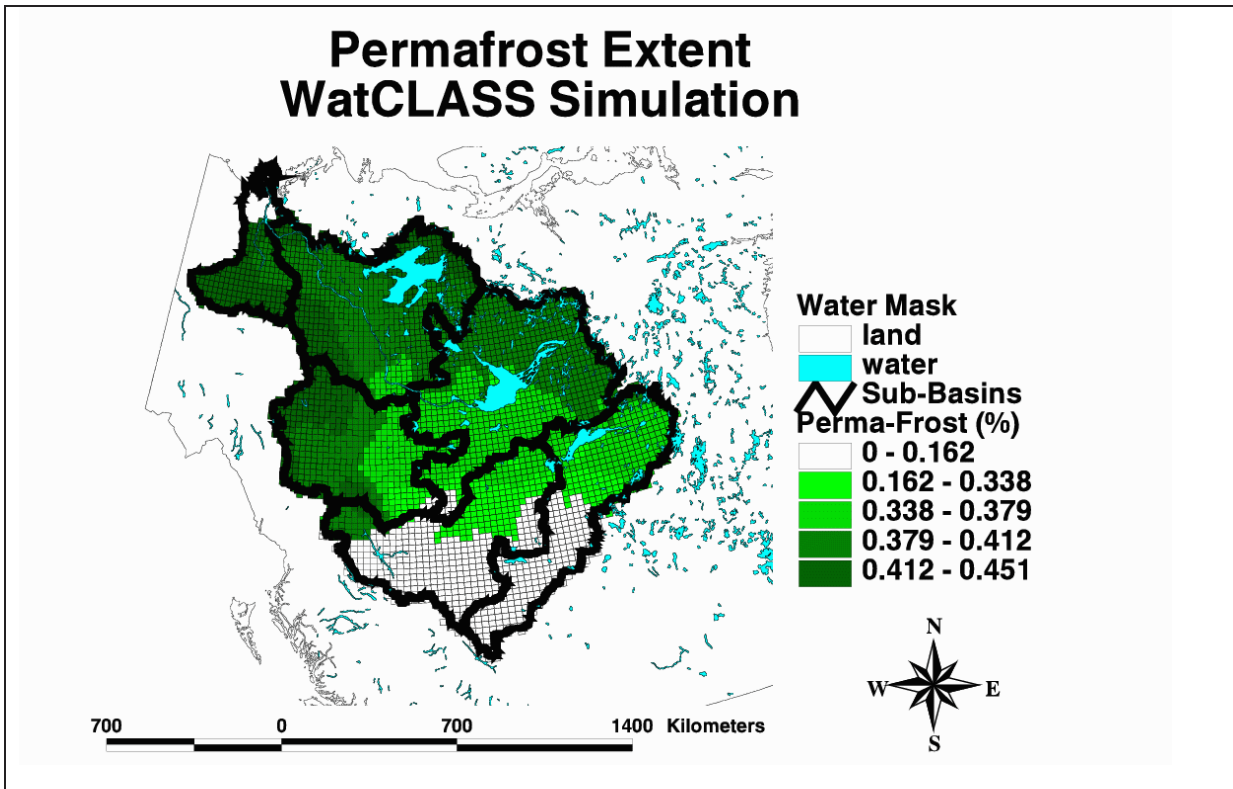 Permafrost Extent
WatCLASS Simulation
Water Mask
land
water
Sub-Basins
Perma-Frost (%)
0 - 0.162
0.162 - 0.338
0.338 - 0.379
0.379 - 0.412
0.412 - 0.451
N
W E
S
700 0 700 1400 Kilometers